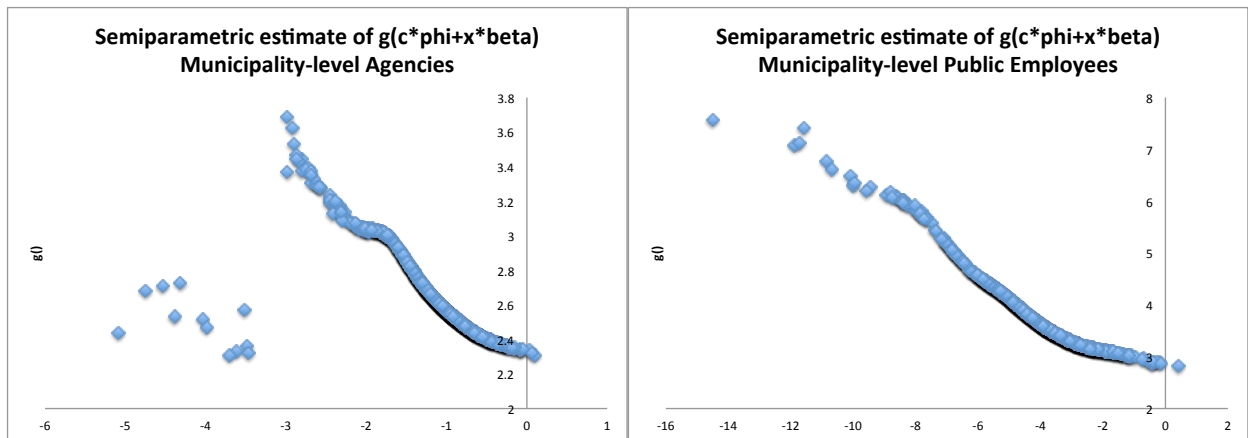 Semiparametric estimate of g(c*phi+x*beta)
Municipality-level Agencies
3.8
3.6
3.4
3.2
3
2.8
2.6
2.4
2.2
2
g()
-6 -5 -4 -3 -2 -1 0 1
Semiparametric estimate of g(c*phi+x*beta)
Municipality-level Public Employees
8
7
6
5
4
3
2
g()
-16 -14 -12 -10 -8 -6 -4 -2 0 2